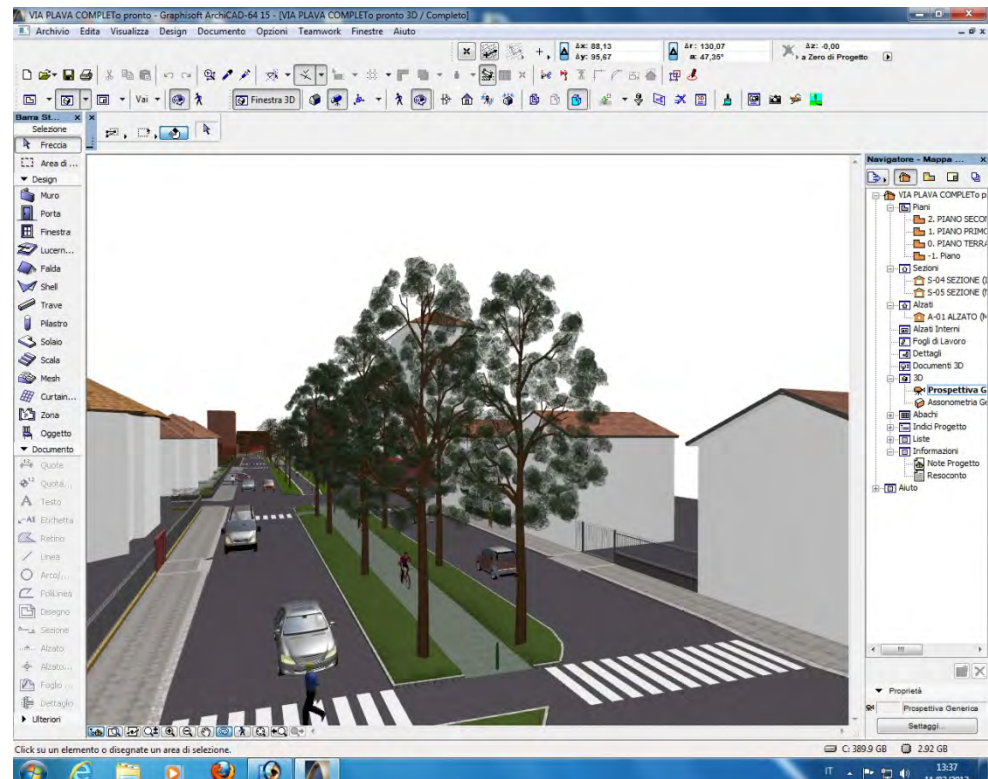 VIA PLAVA COMPLETo pronto - Graphisoft ArchiCAD-64 15 - [VIA PLAVA COMPLETo pronto 3D / Completo]
Archivio Edita Visualizza Design Documento Opzioni Teamwork Finestre Aiuto
Δx: 88,13 Δr: 130,07 Δz: -0,00
Δy: 95,67 α: 47,35° a Zero di Progetto
Vai Finestra 3D
Barra St...
Selezione
Freccia
Area di ...
Design
Muro
Porta
Finestra
Lucern...
Falda
Shell
Trave
Pilastro
Solaio
Scala
Mesh
Curtain...
Zona
Oggetto
Documento
Quote
Quota...
Testo
Etichetta
Retino
Linea
Arco/...
PoliLinea
Disegno
Sezione
Alzato
Alzato...
Foglio ...
Dettaglio
Ulteriori
Navigatore - Mappa ...
VIA PLAVA COMPLETo p
Piani
2. PIANO SECON
1. PIANO PRIMO
0. PIANO TERRA
-1. Piano
Sezioni
S-04 SEZIONE (
S-05 SEZIONE (
Alzati
A-01 ALZATO (M
Alzati Interni
Fogli di Lavoro
Dettagli
Documenti 3D
3D
Prospettiva G
Assonometria Ge
Abachi
Indici Progetto
Liste
Informazioni
Note Progetto
Resoconto
Aiuto
Proprietà
Prospettiva Generica
Settaggi...
Click su un elemento o disegnate un area di selezione.
C: 389.9 GB 2.92 GB
IT 13:37